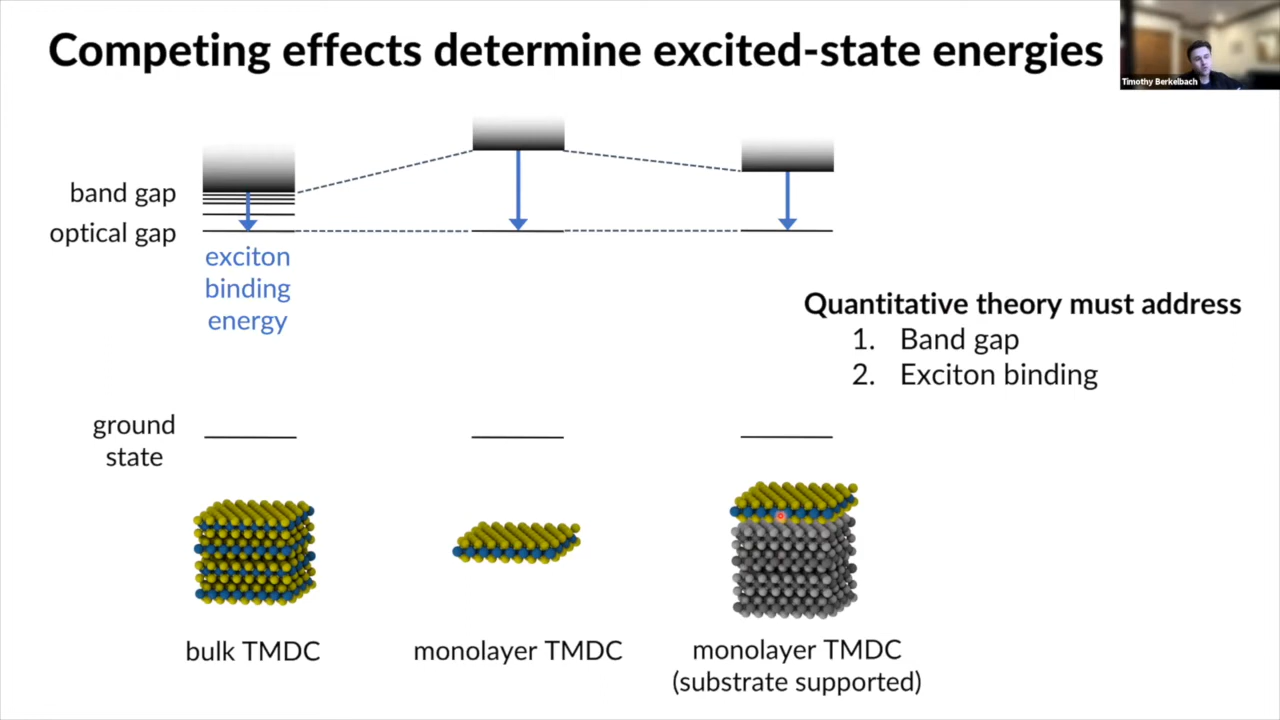 Competing effects determine excited-state energies
Timothy Berkelbach
band gap
optical gap
exciton
binding
energy
Quantitative theory must address
1. Band gap
2. Exciton binding
ground
state
bulk TMDC
monolayer TMDC
monolayer TMDC
(substrate supported)